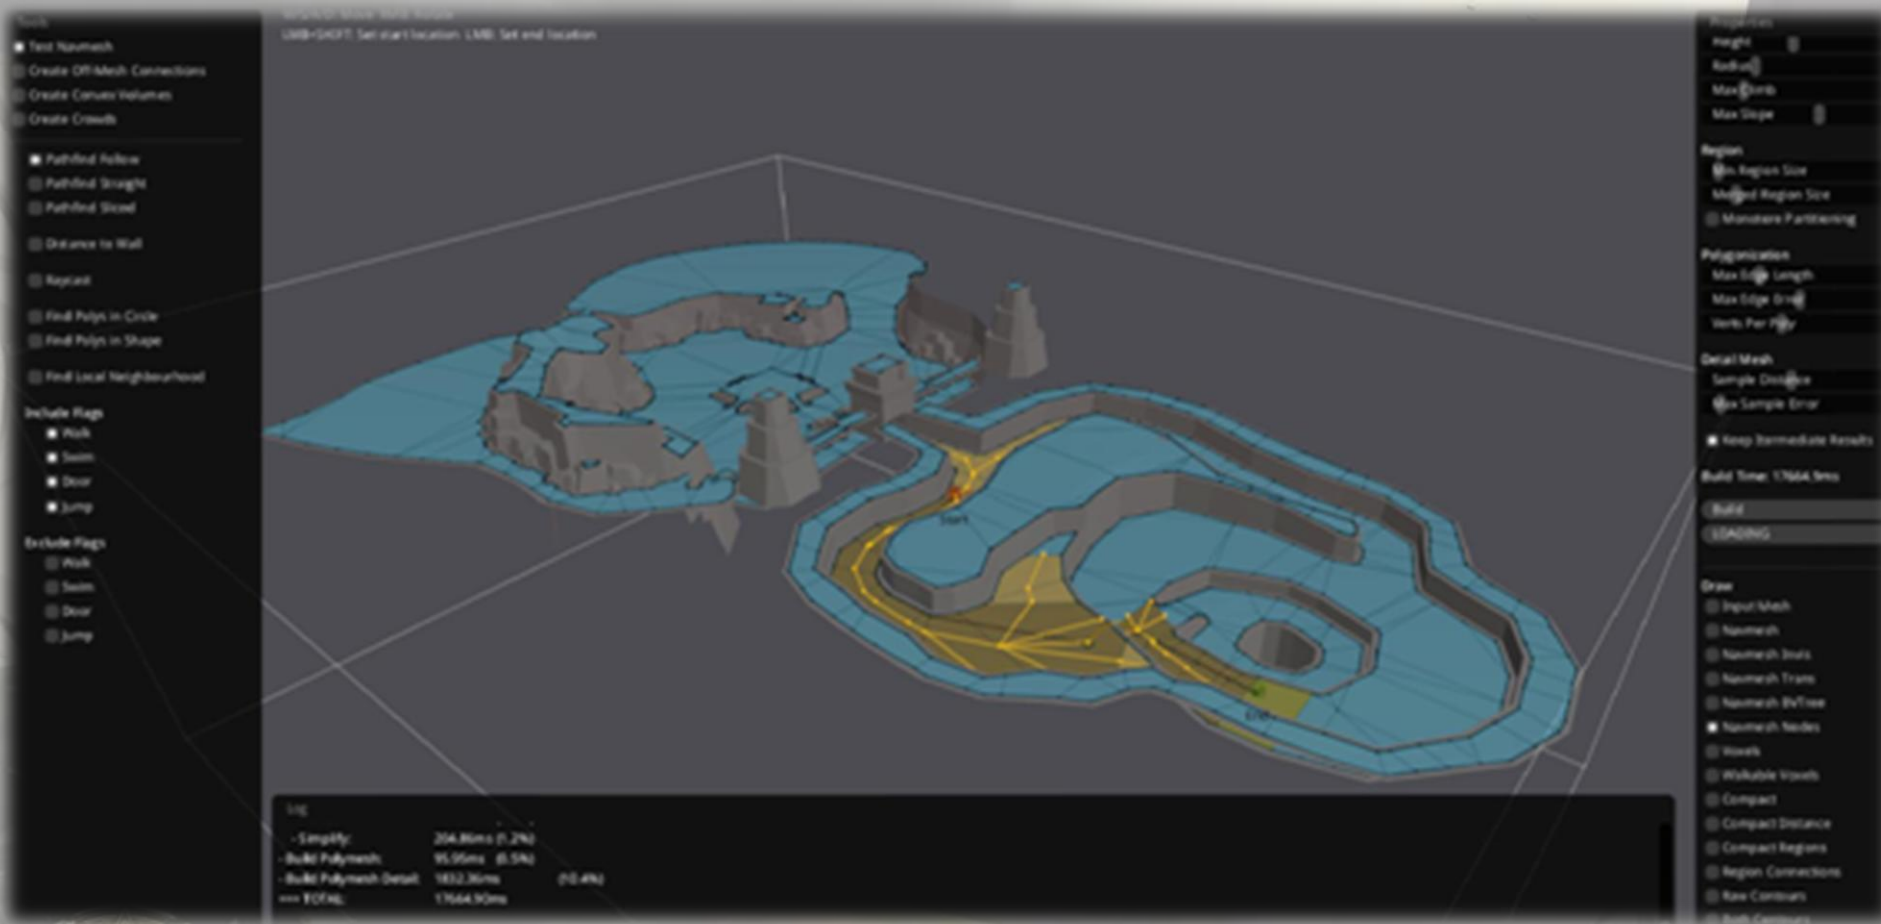 Tools
Test Navmesh
Create Off-Mesh Connections
Create Convex Volumes
Create Crowds
Pathfind Follow
Pathfind Straight
Pathfind Sliced
Distance to Wall
Raycast
Find Polys in Circle
Find Polys in Shape
Find Local Neighbourhood
Include Flags
Walk
Swim
Door
Jump
Exclude Flags
Walk
Swim
Door
Jump
LMB+SHIFT: Set start location LMB: Set end location
Start
End
Log
- Simplify: 204.86ms (1.2%)
- Build Polymesh: 95.95ms (0.5%)
- Build Polymesh Detail: 1832.36ms (10.4%)
=== TOTAL: 17664.90ms
Properties
Height
Radius
Max Climb
Max Slope
Region
Min Region Size
Merged Region Size
Monotone Partitioning
Polygonization
Max Edge Length
Max Edge Error
Verts Per Poly
Detail Mesh
Sample Distance
Max Sample Error
Keep Itermediate Results
Build Time: 17664.9ms
Build
LOADING
Draw
Input Mesh
Navmesh
Navmesh Invis
Navmesh Trans
Navmesh BVTree
Navmesh Nodes
Voxels
Walkable Voxels
Compact
Compact Distance
Compact Regions
Region Connections
Raw Contours